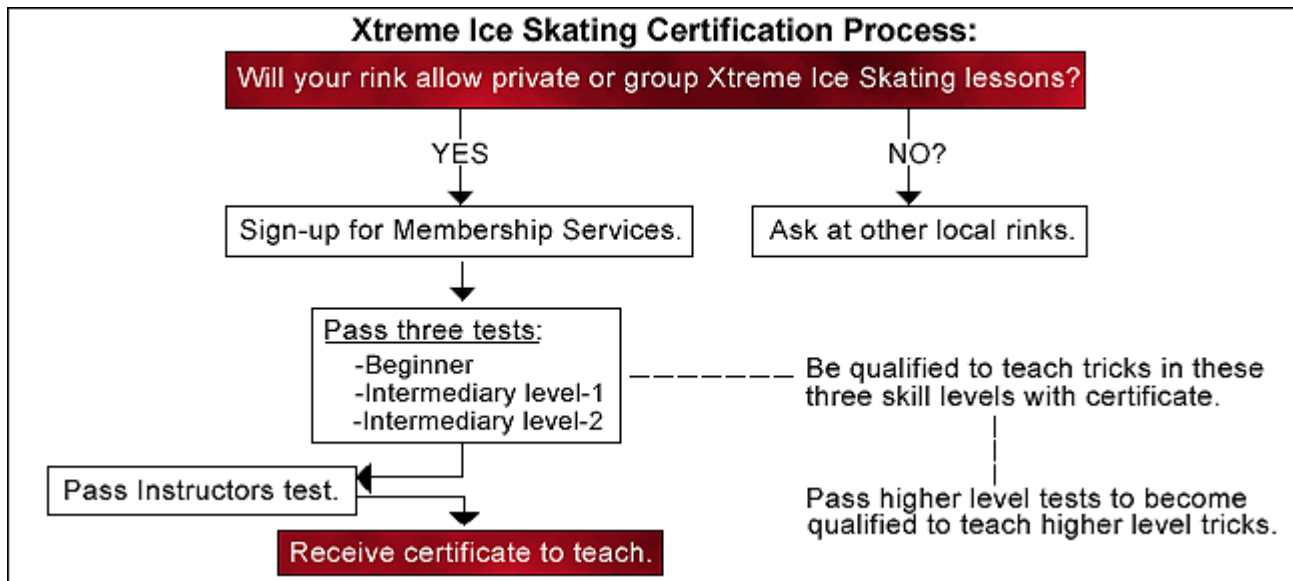 Xtreme Ice Skating Certification Process:
Will your rink allow private or group Xtreme Ice Skating lessons?
YES
NO?
Sign-up for Membership Services.
Ask at other local rinks.
Pass three tests:
-Beginner
-Intermediary level-1
-Intermediary level-2
Be qualified to teach tricks in these
three skill levels with certificate.
Pass Instructors test.
Pass higher level tests to become
qualified to teach higher level tricks.
Receive certificate to teach.